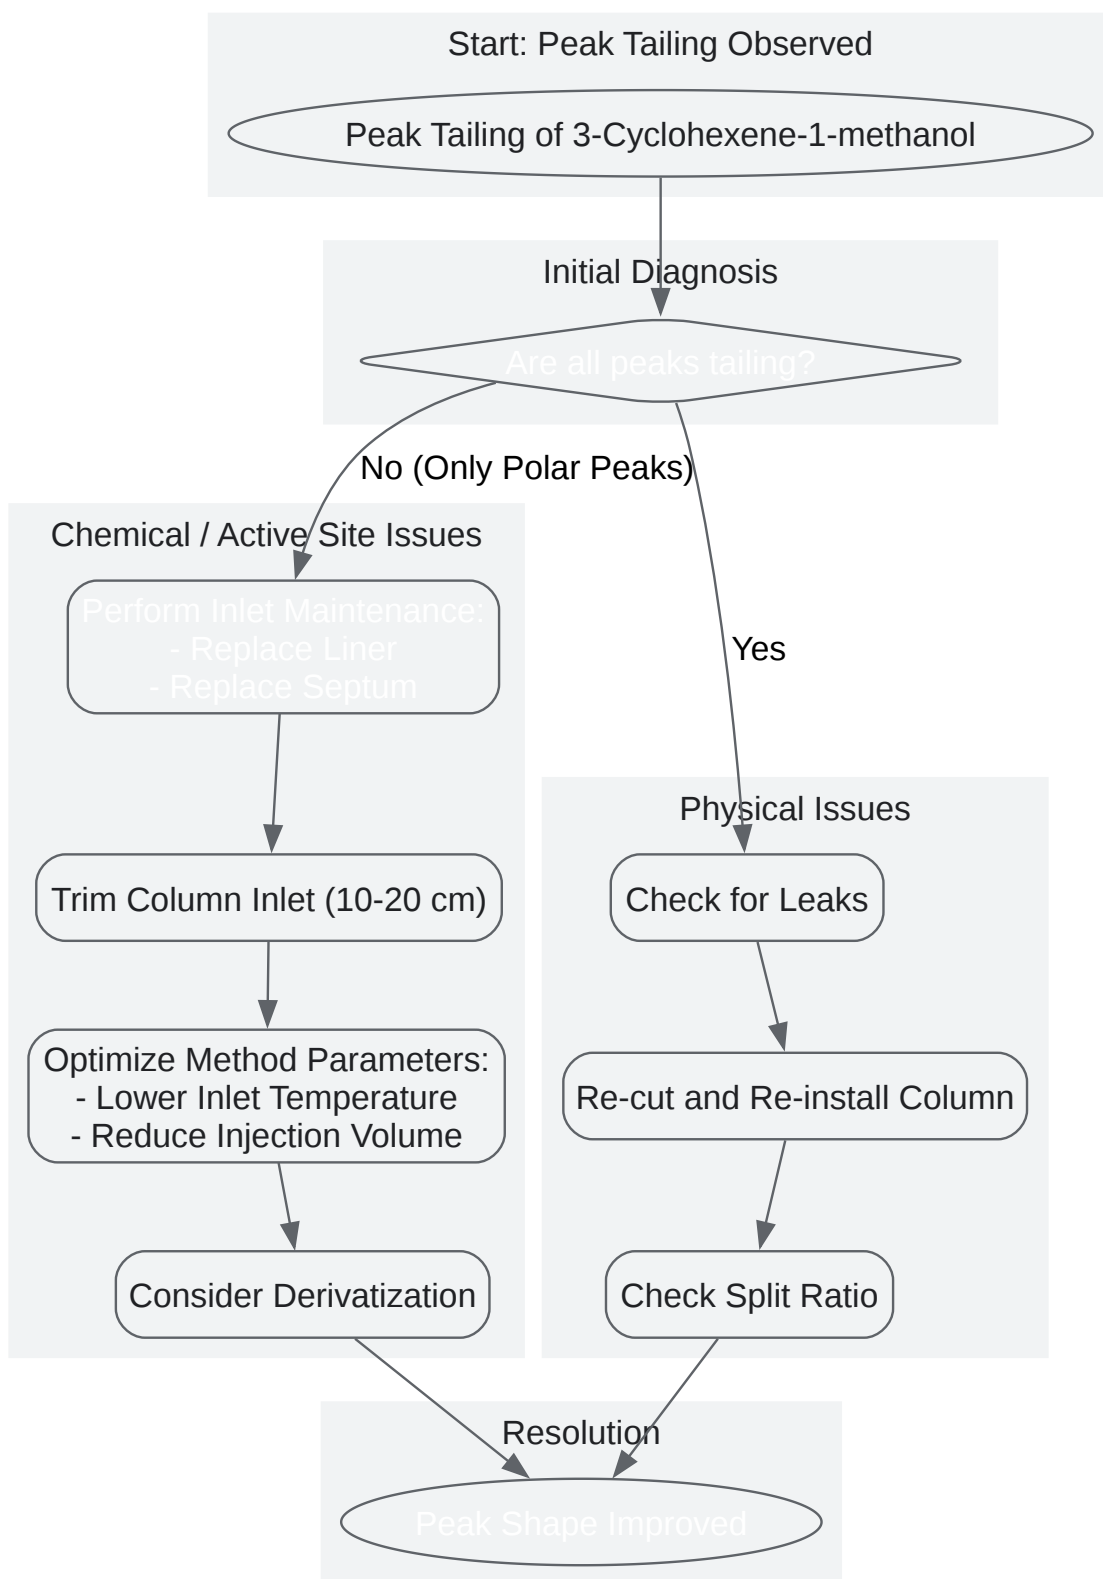 Start: Peak Tailing Observed
Peak Tailing of 3-Cyclohexene-1-methanol
Initial Diagnosis
Are all peaks tailing?
No (Only Polar Peaks)
Chemical / Active Site Issues
Perform Inlet Maintenance:
- Replace Liner
- Replace Septum
Yes
Physical Issues
Trim Column Inlet (10-20 cm)
Check for Leaks
Optimize Method Parameters:
- Lower Inlet Temperature
- Reduce Injection Volume
Re-cut and Re-install Column
Consider Derivatization
Check Split Ratio
Resolution
Peak Shape Improved